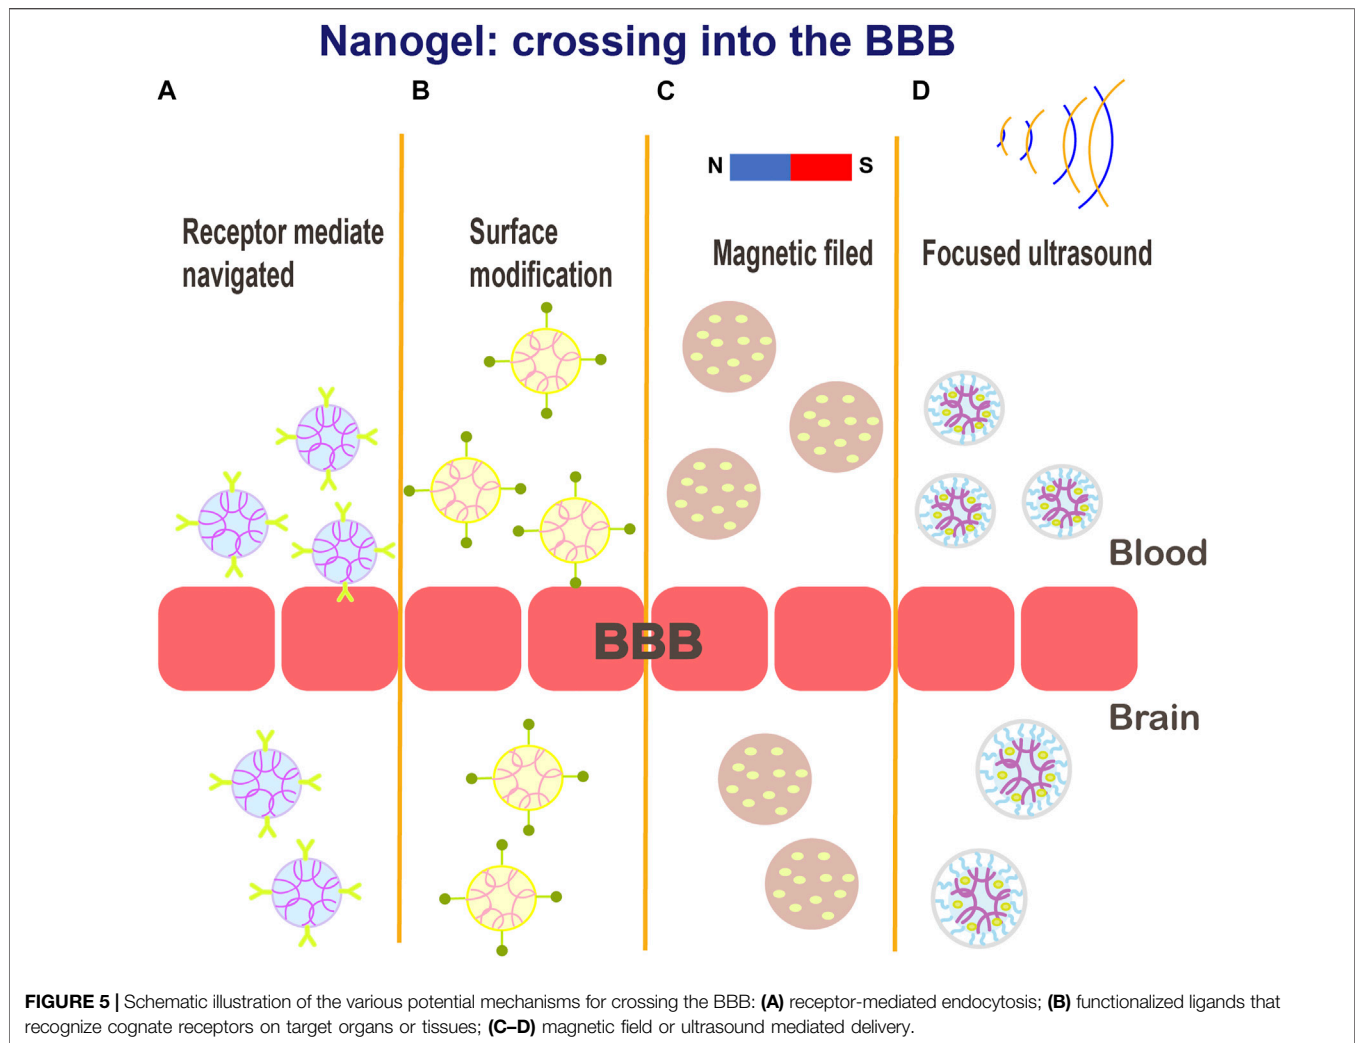 Nanogel: crossing into the BBB
A
B
C
D
N
S
Receptor mediate
navigated
Surface
modification
Magnetic filed
Focused ultrasound
Blood
BBB
Brain
FIGURE 5 | Schematic illustration of the various potential mechanisms for crossing the BBB: (A) receptor-mediated endocytosis; (B) functionalized ligands that
recognize cognate receptors on target organs or tissues; (C–D) magnetic field or ultrasound mediated delivery.